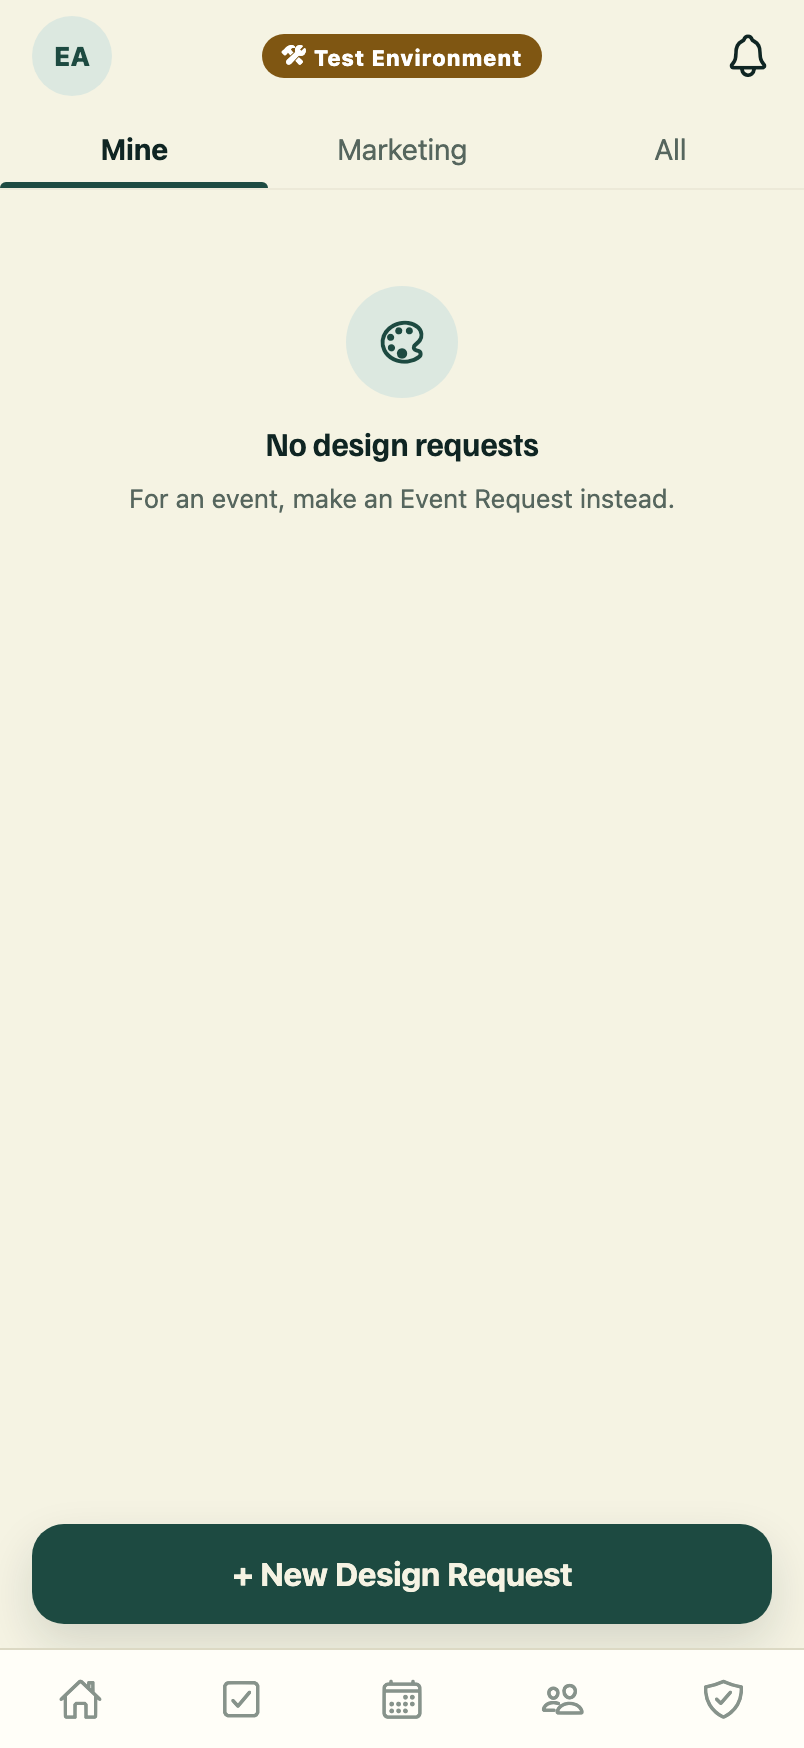 EA
Test Environment
Mine
Marketing
All
No design requests
For an event, make an Event Request instead.
+ New Design Request